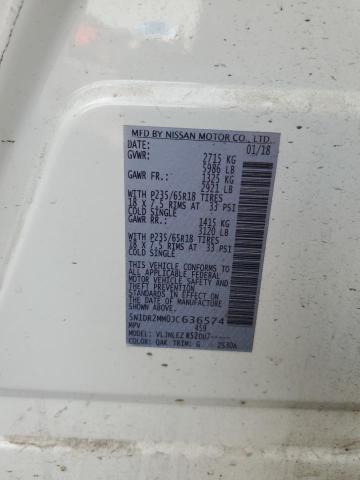 MFD BY NISSAN MOTOR CO., LTD.
DATE: 01/18
GVWR: 2715 KG
5986 LB
GAWR FR.: 1325 KG
2921 LB
WITH P235/65R18 TIRES
18 X 7.5 RIMS AT 33 PSI
COLD SINGLE
GAWR RR.: 1415 KG
3120 LB
WITH P235/65R18 TIRES
18 X 7.5 RIMS AT 33 PSI
COLD SINGLE
THIS VEHICLE CONFORMS TO
ALL APPLICABLE FEDERAL
MOTOR VEHICLE SAFETY AND
THEFT PREVENTION
STANDARDS IN EFFECT ON
THE DATE OF MANUFACTURE
SHOWN ABOVE.
5N1DR2MM0JC636574
MPV 459
MODEL:
COLOR: QAK TRIM: G 2530A